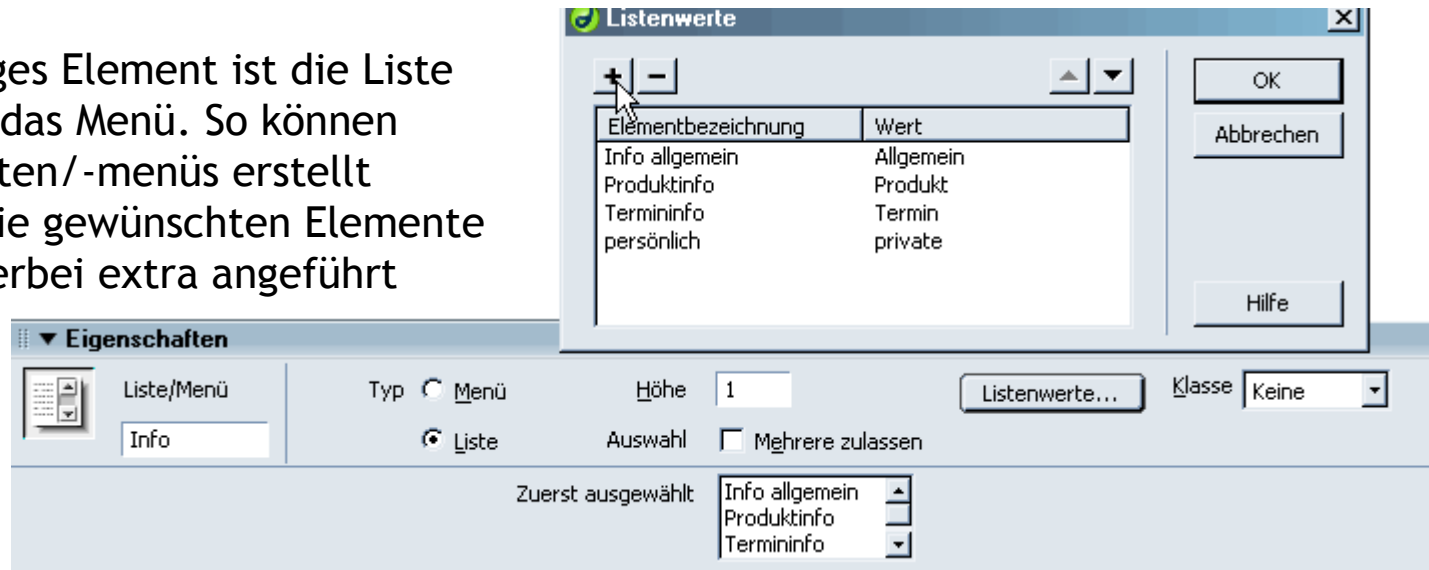 ges Element ist die Liste
das Menü. So können
ten/-menüs erstellt
ie gewünschten Elemente
erbei extra angeführt
Listenwerte
OK
Abbrechen
Hilfe
Elementbezeichnung Wert
Info allgemein Allgemein
Produktinfo Produkt
Termininfo Termin
persönlich private
Eigenschaften
Liste/Menü Typ Menü Höhe 1 Listenwerte... Klasse Keine
Info Liste Auswahl Mehrere zulassen
Zuerst ausgewählt Info allgemein
Produktinfo
Termininfo